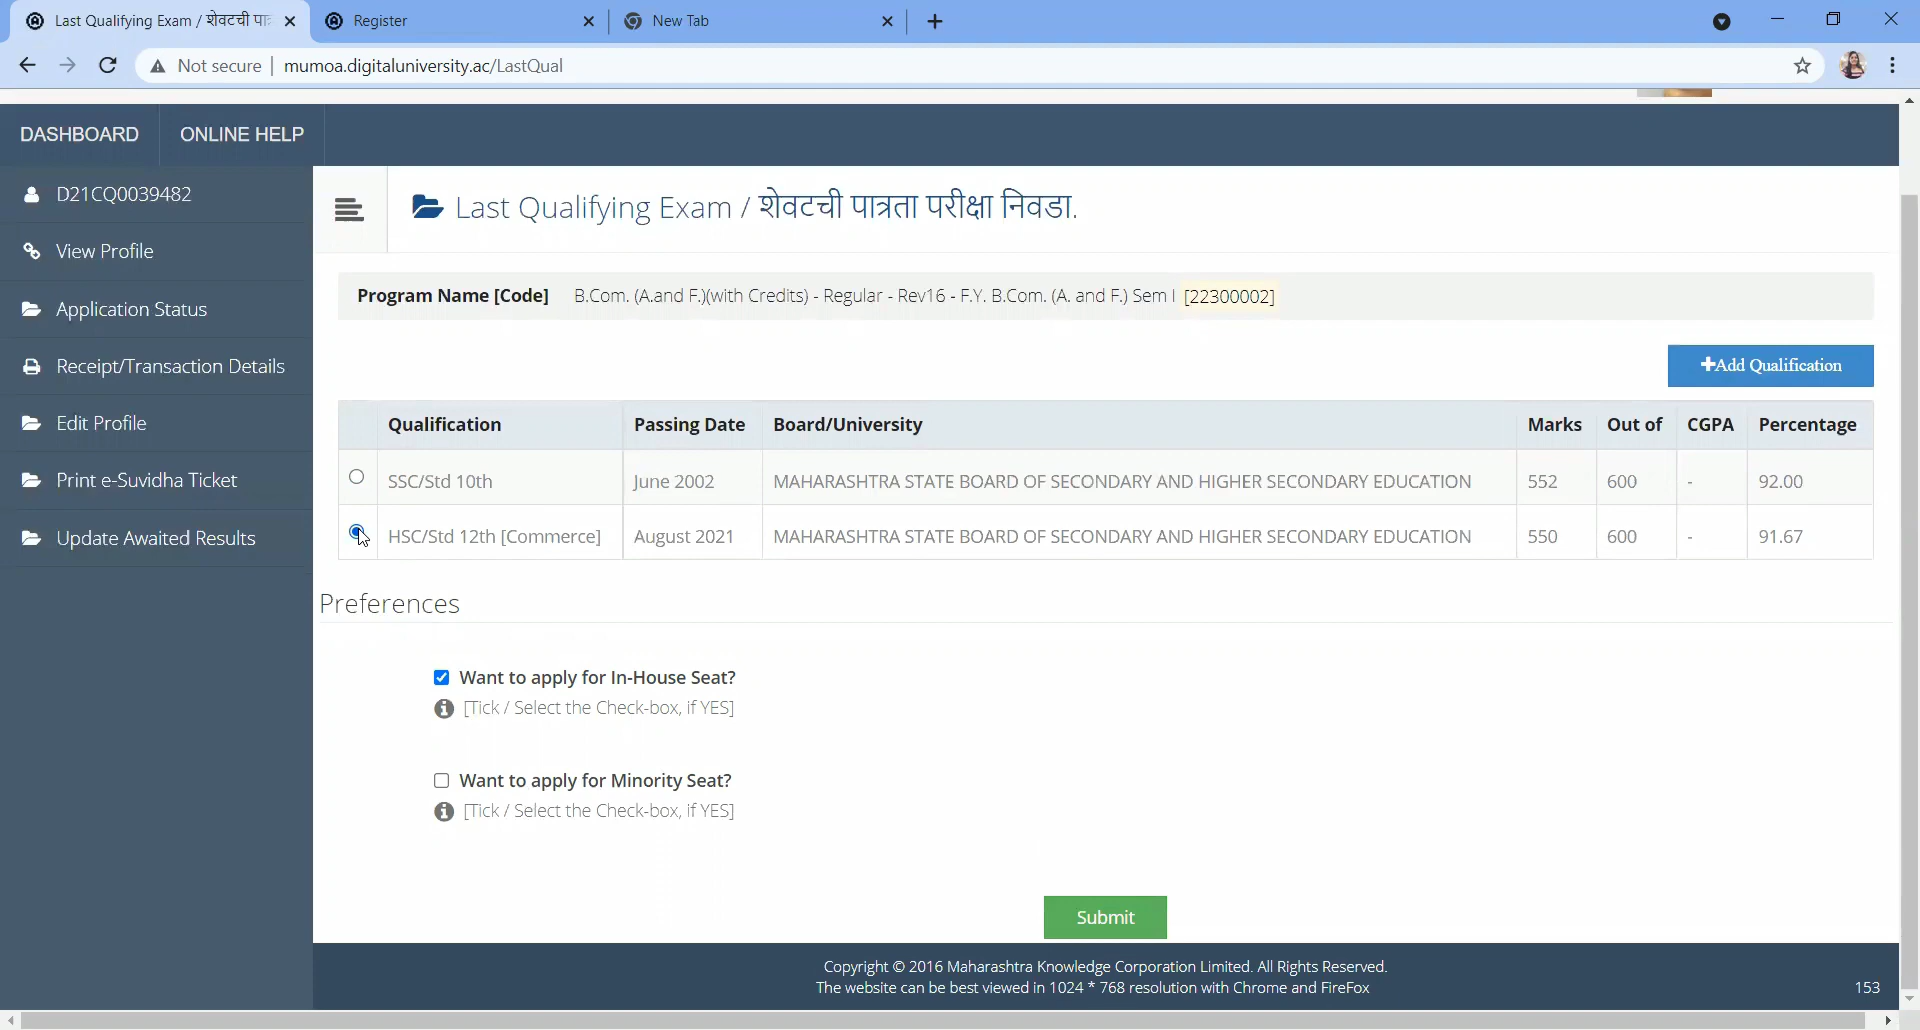 Last Qualifying Exam / शेवटची पा
Register
New Tab
Not secure | mumoa.digitaluniversity.ac/LastQual
DASHBOARD
ONLINE HELP
D21CQ0039482
View Profile
Application Status
Receipt/Transaction Details
Edit Profile
Print e-Suvidha Ticket
Update Awaited Results
Last Qualifying Exam / शेवटची पात्रता परीक्षा निवडा.
Program Name [Code] B.Com. (A.and F.)(with Credits) - Regular - Rev16 - F.Y. B.Com. (A. and F.) Sem I [22300002]
+Add Qualification
Qualification Passing Date Board/University Marks Out of CGPA Percentage
SSC/Std 10th June 2002 MAHARASHTRA STATE BOARD OF SECONDARY AND HIGHER SECONDARY EDUCATION 552 600 - 92.00
HSC/Std 12th [Commerce] August 2021 MAHARASHTRA STATE BOARD OF SECONDARY AND HIGHER SECONDARY EDUCATION 550 600 - 91.67
Preferences
Want to apply for In-House Seat?
[Tick / Select the Check-box, if YES]
Want to apply for Minority Seat?
[Tick / Select the Check-box, if YES]
Submit
Copyright © 2016 Maharashtra Knowledge Corporation Limited. All Rights Reserved.
The website can be best viewed in 1024 * 768 resolution with Chrome and FireFox
153